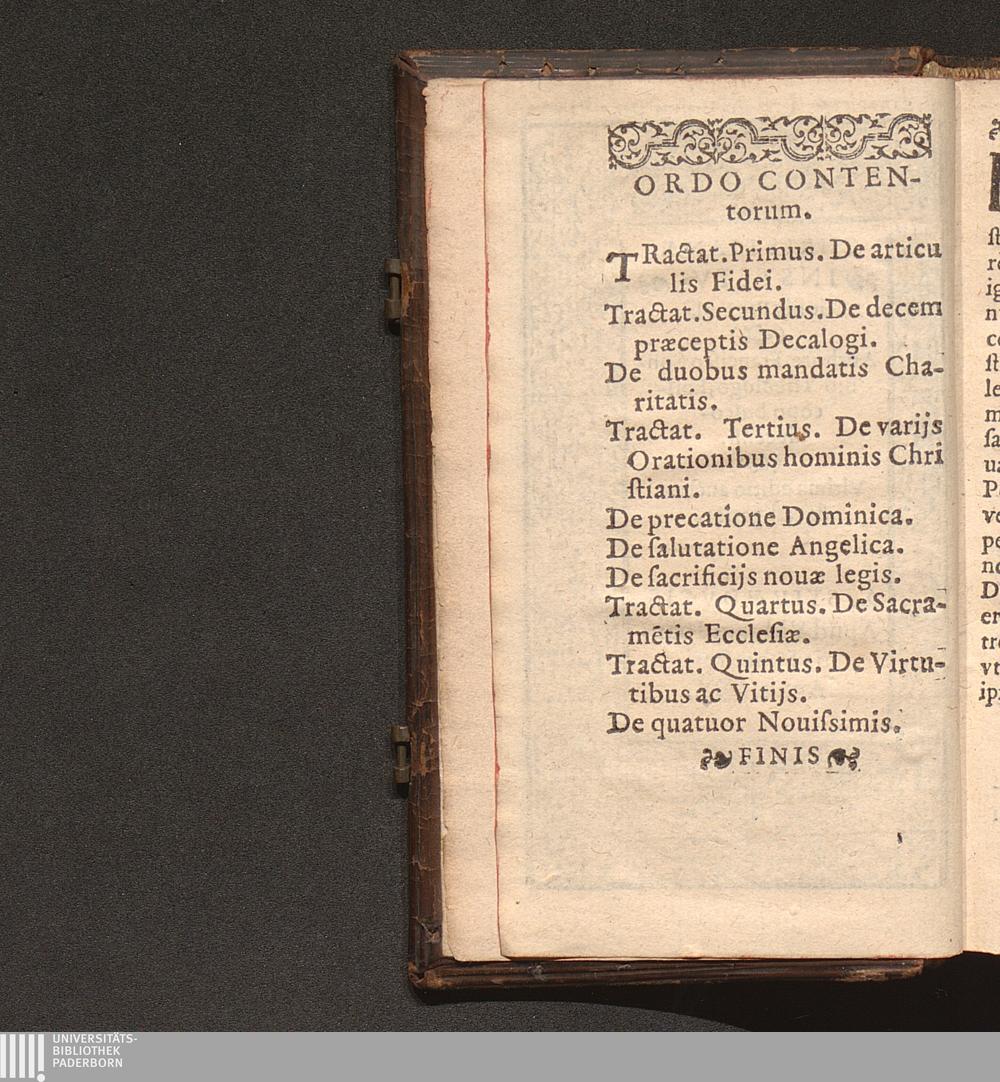 ORDO CONTEN-
torum.
TRactat.Primus. De articu
lis Fidei.
Tractat.Secundus.De decem
præceptis Decalogi.
De duobus mandatis Cha-
ritatis.
Tractat. Tertius. De varijs
Orationibus hominis Chri
ſtiani.
De precatione Dominica.
De ſalutatione Angelica.
De ſacrificijs nouæ legis.
Tractat. Quartus. De Sacra-
mētis Eccleſiæ.
Tractat. Quintus. De Virtu-
tibus ac Vitijs.
De quatuor Nouiſsimis.
FINIS
UNIVERSITÄTS-
BIBLIOTHEK
PADERBORN